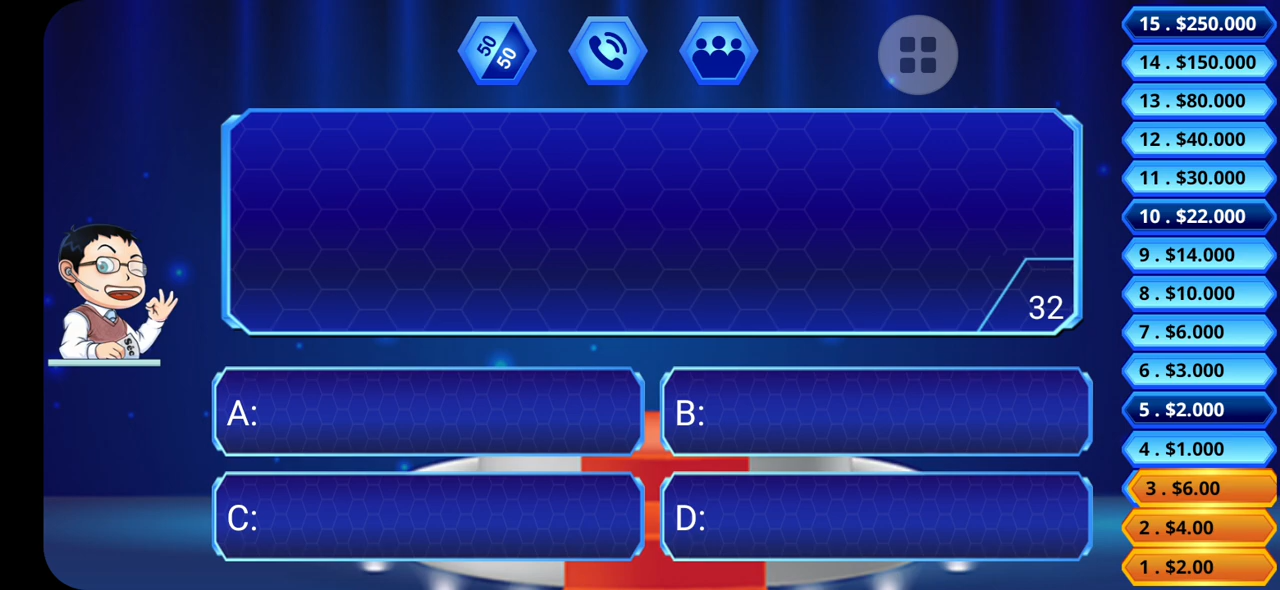 50
50
15 . $250.000
14 . $150.000
13 . $80.000
12 . $40.000
11 . $30.000
10 . $22.000
9 . $14.000
8 . $10.000
7 . $6.000
6 . $3.000
5 . $2.000
4 . $1.000
3 . $6.00
2 . $4.00
1 . $2.00
32
A:
B:
C:
D: